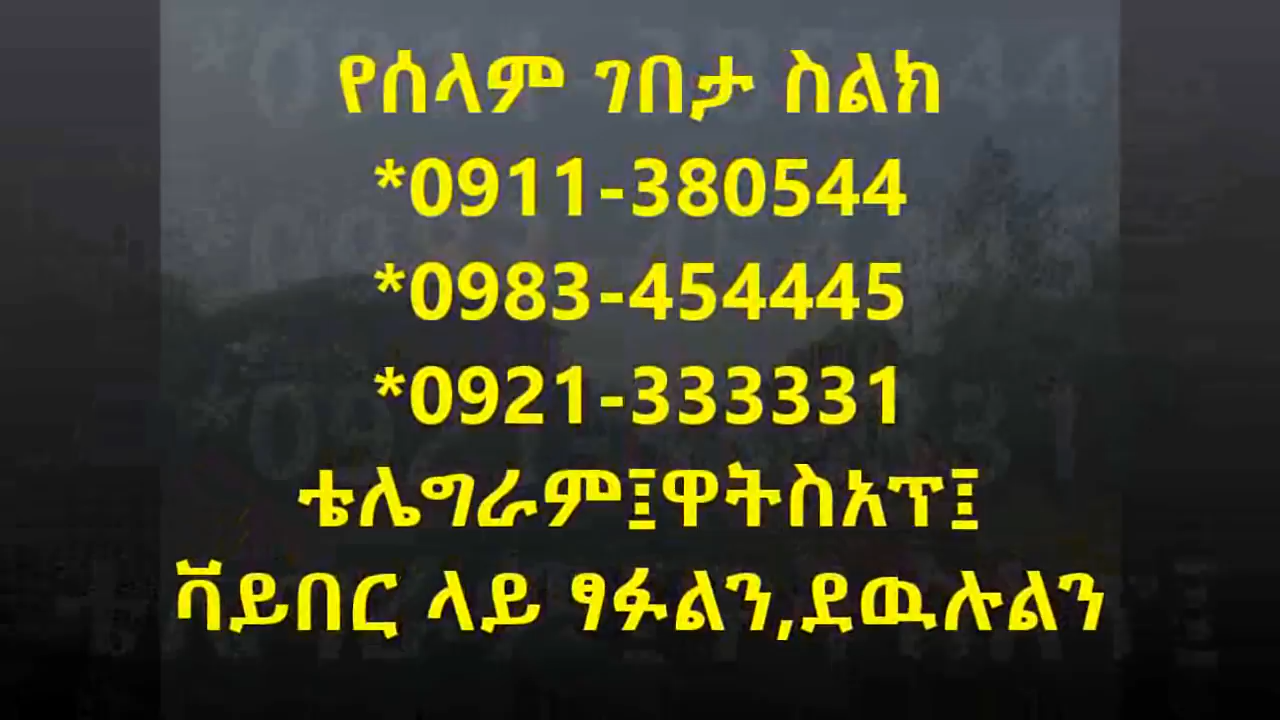 የሰላም ገበታ ስልክ
*0911-380544
*0983-454445
*0921-333331
ቴሌግራም፤ዋትስአፕ፤
ቫይበር ላይ ፃፉልን,ደዉሉልን